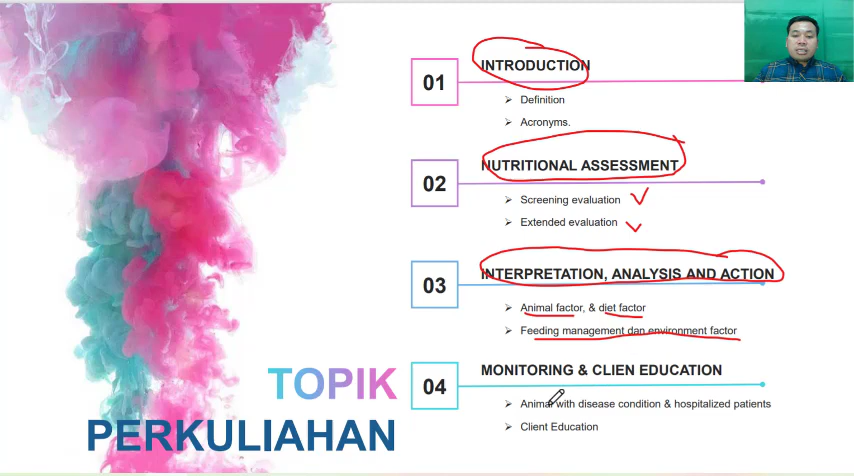 01
INTRODUCTION
Definition
Acronyms.
02
NUTRITIONAL ASSESSMENT
Screening evaluation
Extended evaluation
03
INTERPRETATION, ANALYSIS AND ACTION
Animal factor, & diet factor
Feeding management dan environment factor
04
MONITORING & CLIEN EDUCATION
Animal with disease condition & hospitalized patients
Client Education
TOPIK
PERKULIAHAN